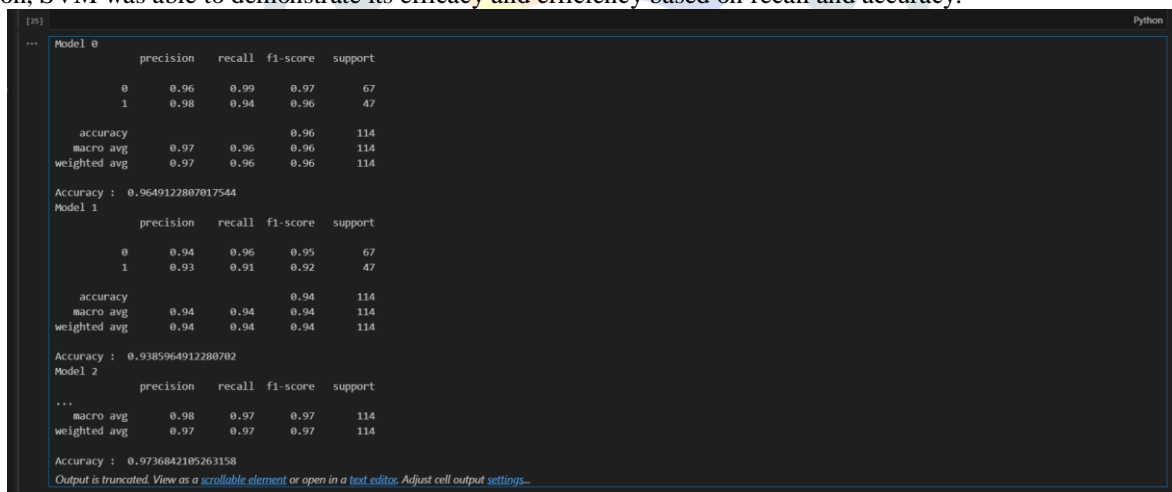 on, SVM was able to demonstrate its efficacy and efficiency based on recall and accuracy.
[25] Python
... Model 0
precision recall f1-score support
0 0.96 0.99 0.97 67
1 0.98 0.94 0.96 47
accuracy 0.96 114
macro avg 0.97 0.96 0.96 114
weighted avg 0.97 0.96 0.96 114
Accuracy : 0.9649122807017544
Model 1
precision recall f1-score support
0 0.94 0.96 0.95 67
1 0.93 0.91 0.92 47
accuracy 0.94 114
macro avg 0.94 0.94 0.94 114
weighted avg 0.94 0.94 0.94 114
Accuracy : 0.9385964912280702
Model 2
precision recall f1-score support
...
macro avg 0.98 0.97 0.97 114
weighted avg 0.97 0.97 0.97 114
Accuracy : 0.9736842105263158
Output is truncated. View as a scrollable element or open in a text editor. Adjust cell output settings...